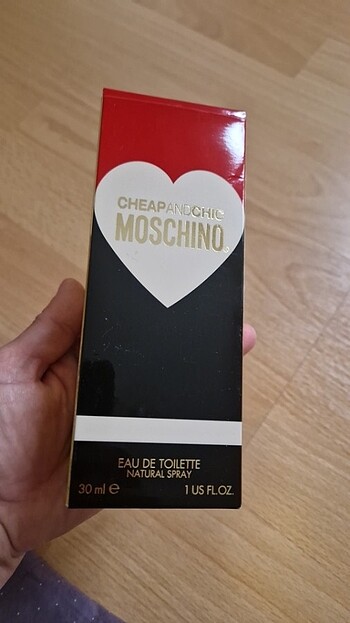 CHEAPANDCHIC
MOSCHINO
EAU DE TOILETTE
NATURAL SPRAY
30 ml ℮ 1 US FL.OZ.